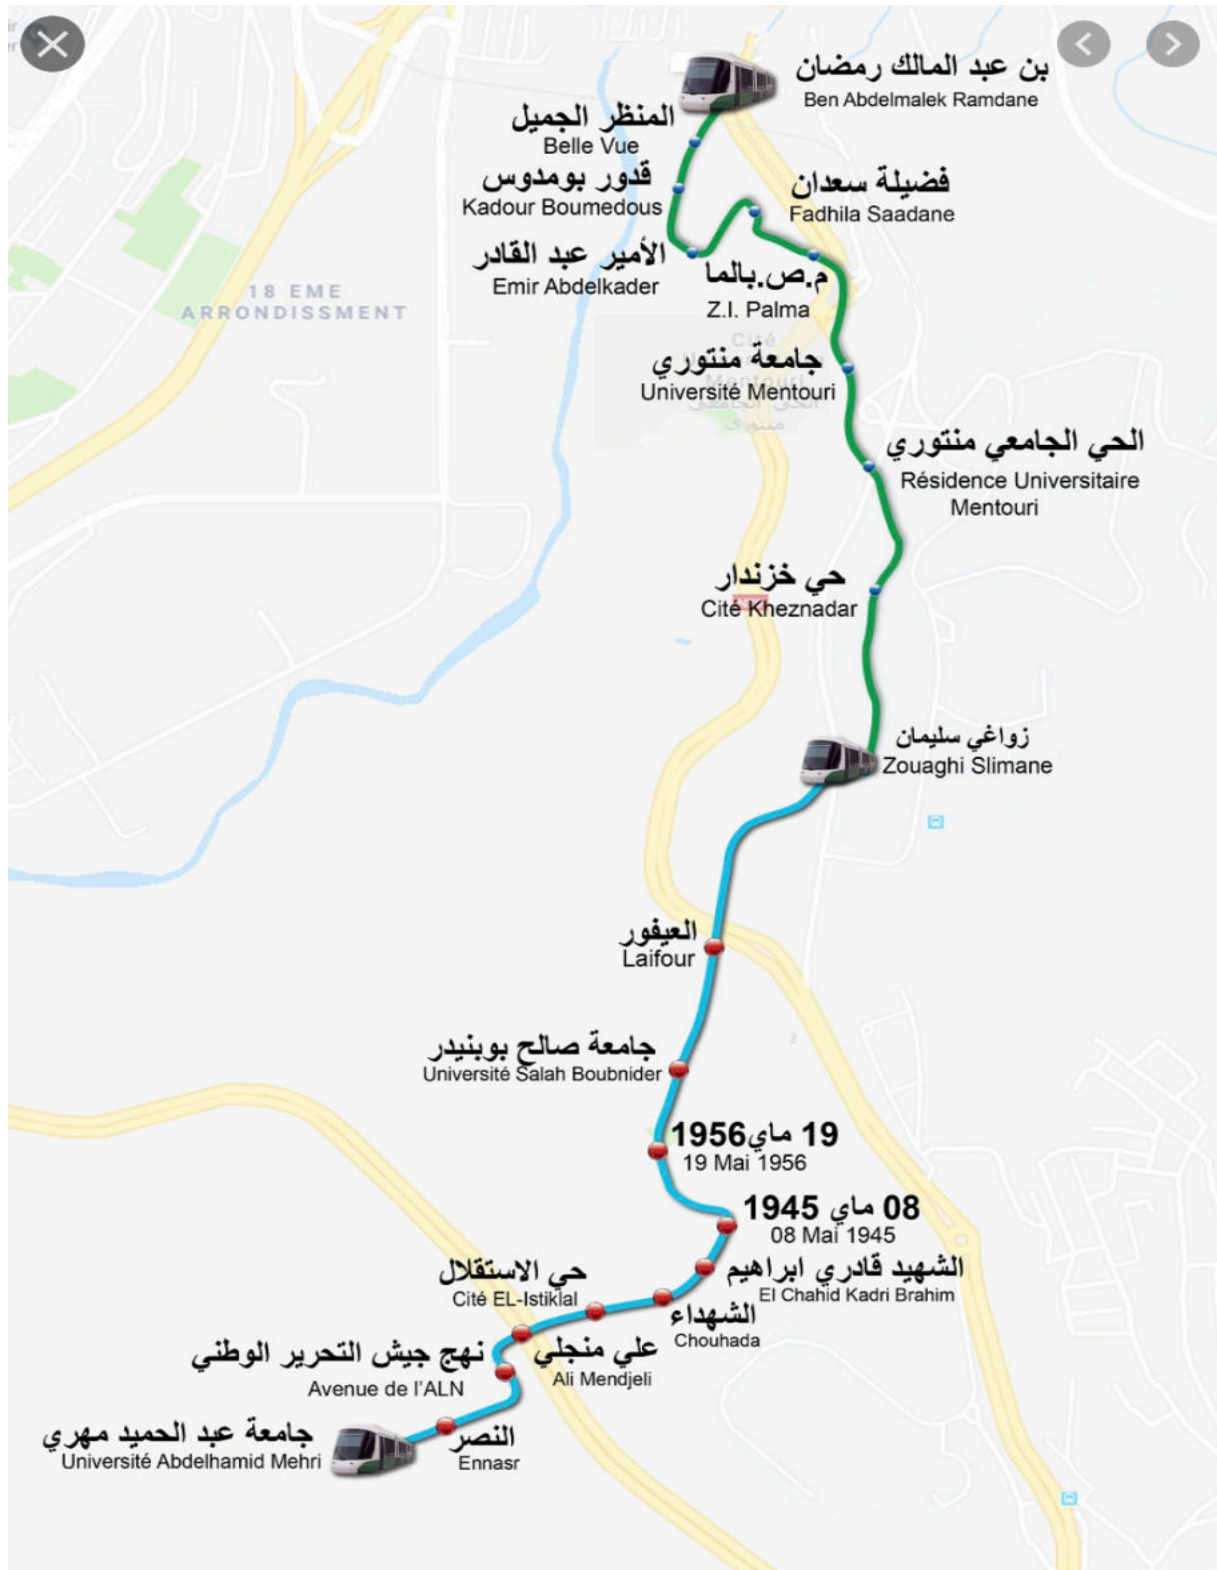 بن عبد المالك رمضان
Ben Abdelmalek Ramdane
المنظر الجميل
Belle Vue
قدور بومدوس
Kadour Boumedous
فضيلة سعدان
Fadhila Saadane
الأمير عبد القادر
Emir Abdelkader
م.ص.بالما
Z.I. Palma
18 EME
ARRONDISSMENT
جامعة منتوري
Université Mentouri
الحي الجامعي منتوري
Résidence Universitaire
Mentouri
حي خزندار
Cité Kheznadar
زواغي سليمان
Zouaghi Slimane
العيفور
Laifour
جامعة صالح بوبنيدر
Université Salah Boubnider
19 ماي 1956
19 Mai 1956
08 ماي 1945
08 Mai 1945
الشهيد قادري ابراهيم
El Chahid Kadri Brahim
حي الاستقلال
Cité EL-Istiklal
الشهداء
Chouhada
علي منجلي
Ali Mendjeli
نهج جيش التحرير الوطني
Avenue de l'ALN
النصر
Ennasr
جامعة عبد الحميد مهري
Université Abdelhamid Mehri